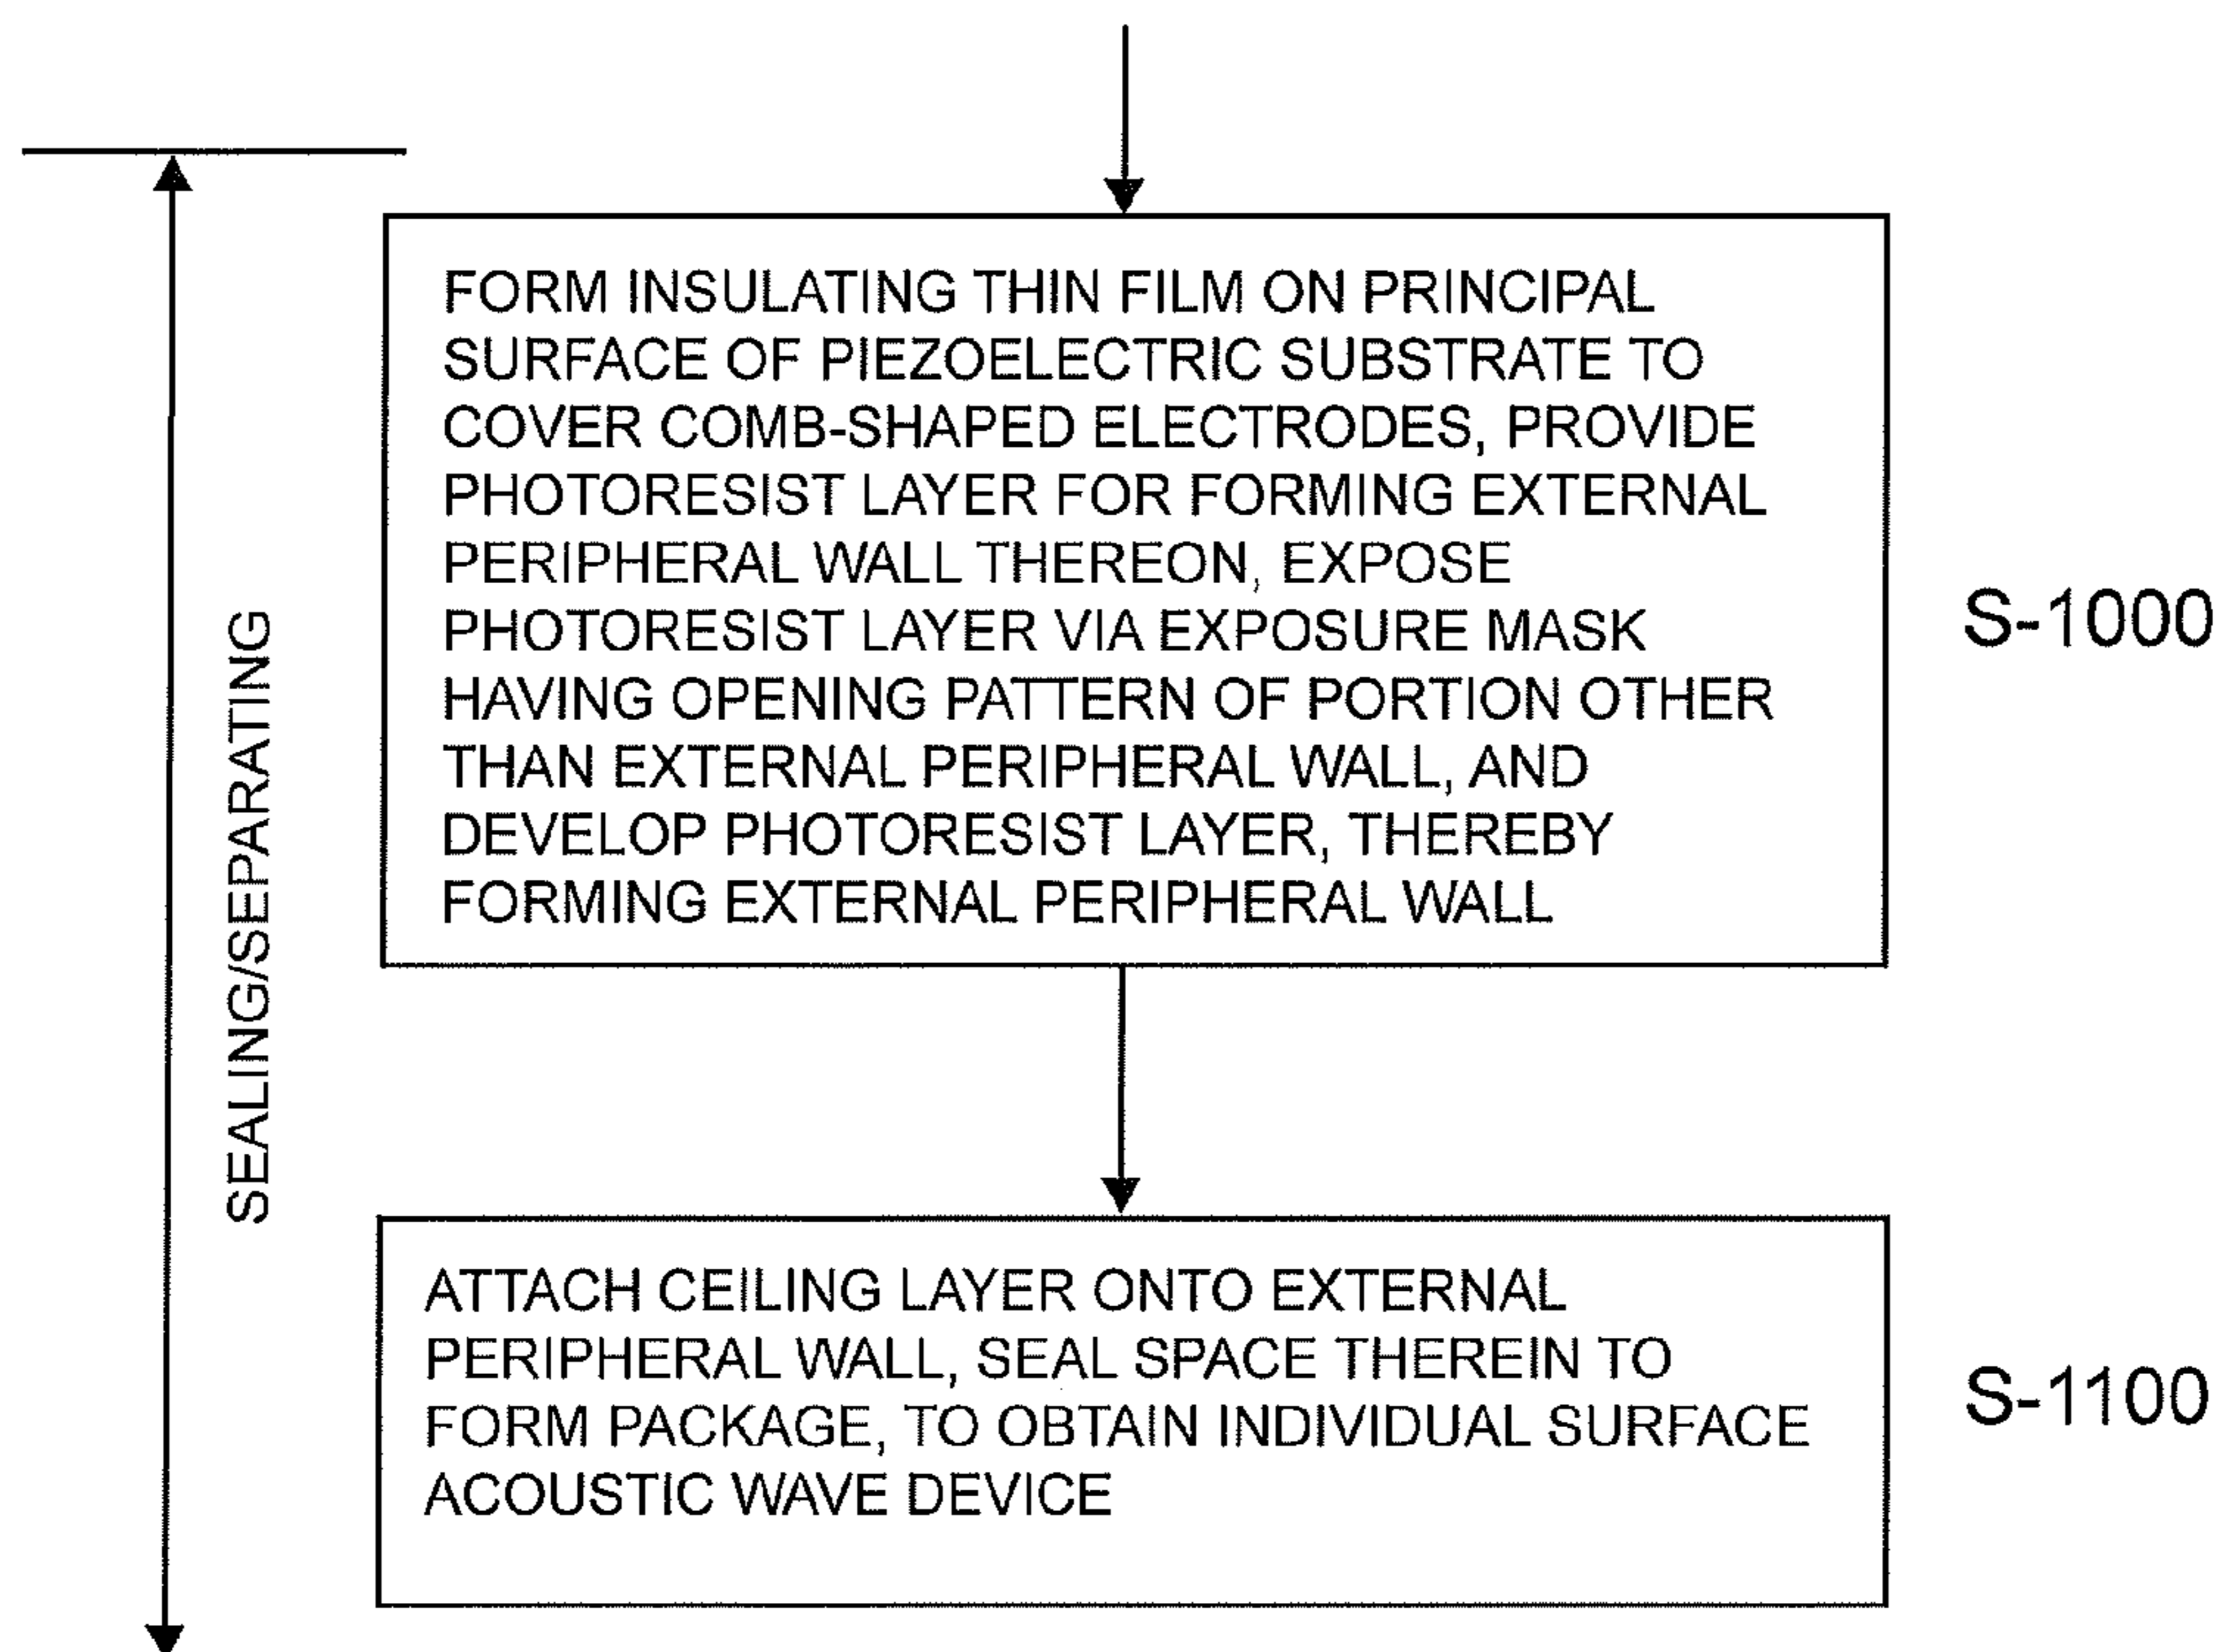 SEALING/SEPARATING
FORM INSULATING THIN FILM ON PRINCIPAL
SURFACE OF PIEZOELECTRIC SUBSTRATE TO
COVER COMB-SHAPED ELECTRODES, PROVIDE
PHOTORESIST LAYER FOR FORMING EXTERNAL
PERIPHERAL WALL THEREON, EXPOSE
PHOTORESIST LAYER VIA EXPOSURE MASK
HAVING OPENING PATTERN OF PORTION OTHER
THAN EXTERNAL PERIPHERAL WALL, AND
DEVELOP PHOTORESIST LAYER, THEREBY
FORMING EXTERNAL PERIPHERAL WALL
S-1000
ATTACH CEILING LAYER ONTO EXTERNAL
PERIPHERAL WALL, SEAL SPACE THEREIN TO
FORM PACKAGE, TO OBTAIN INDIVIDUAL SURFACE
ACOUSTIC WAVE DEVICE
S-1100